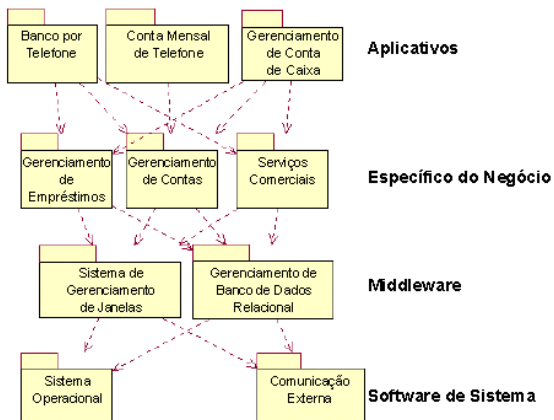 Banco por
Telefone
Conta Mensal
de Telefone
Gerenciamento
de Conta
de Caixa
Aplicativos
Gerenciamento
de
Empréstimos
Gerenciamento
de Contas
Serviços
Comerciais
Específico do Negócio
Sistema de
Gerenciamento
de Janelas
Gerenciamento de
Banco de Dados
Relacional
Middleware
Sistema
Operacional
Comunicação
Externa
Software de Sistema